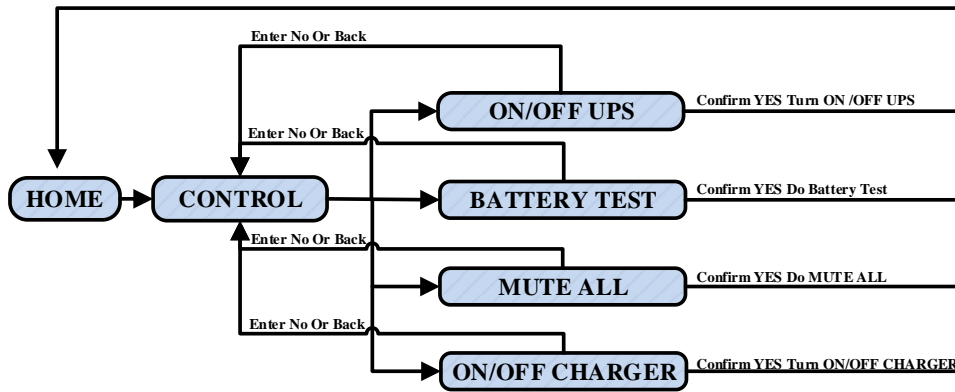 Enter No Or Back
ON/OFF UPS
Confirm YES Turn ON /OFF UPS
Enter No Or Back
HOME
CONTROL
BATTERY TEST
Confirm YES Do Battery Test
Enter No Or Back
MUTE ALL
Confirm YES Do MUTE ALL
Enter No Or Back
ON/OFF CHARGER
Confirm YES Turn ON/OFF CHARGER